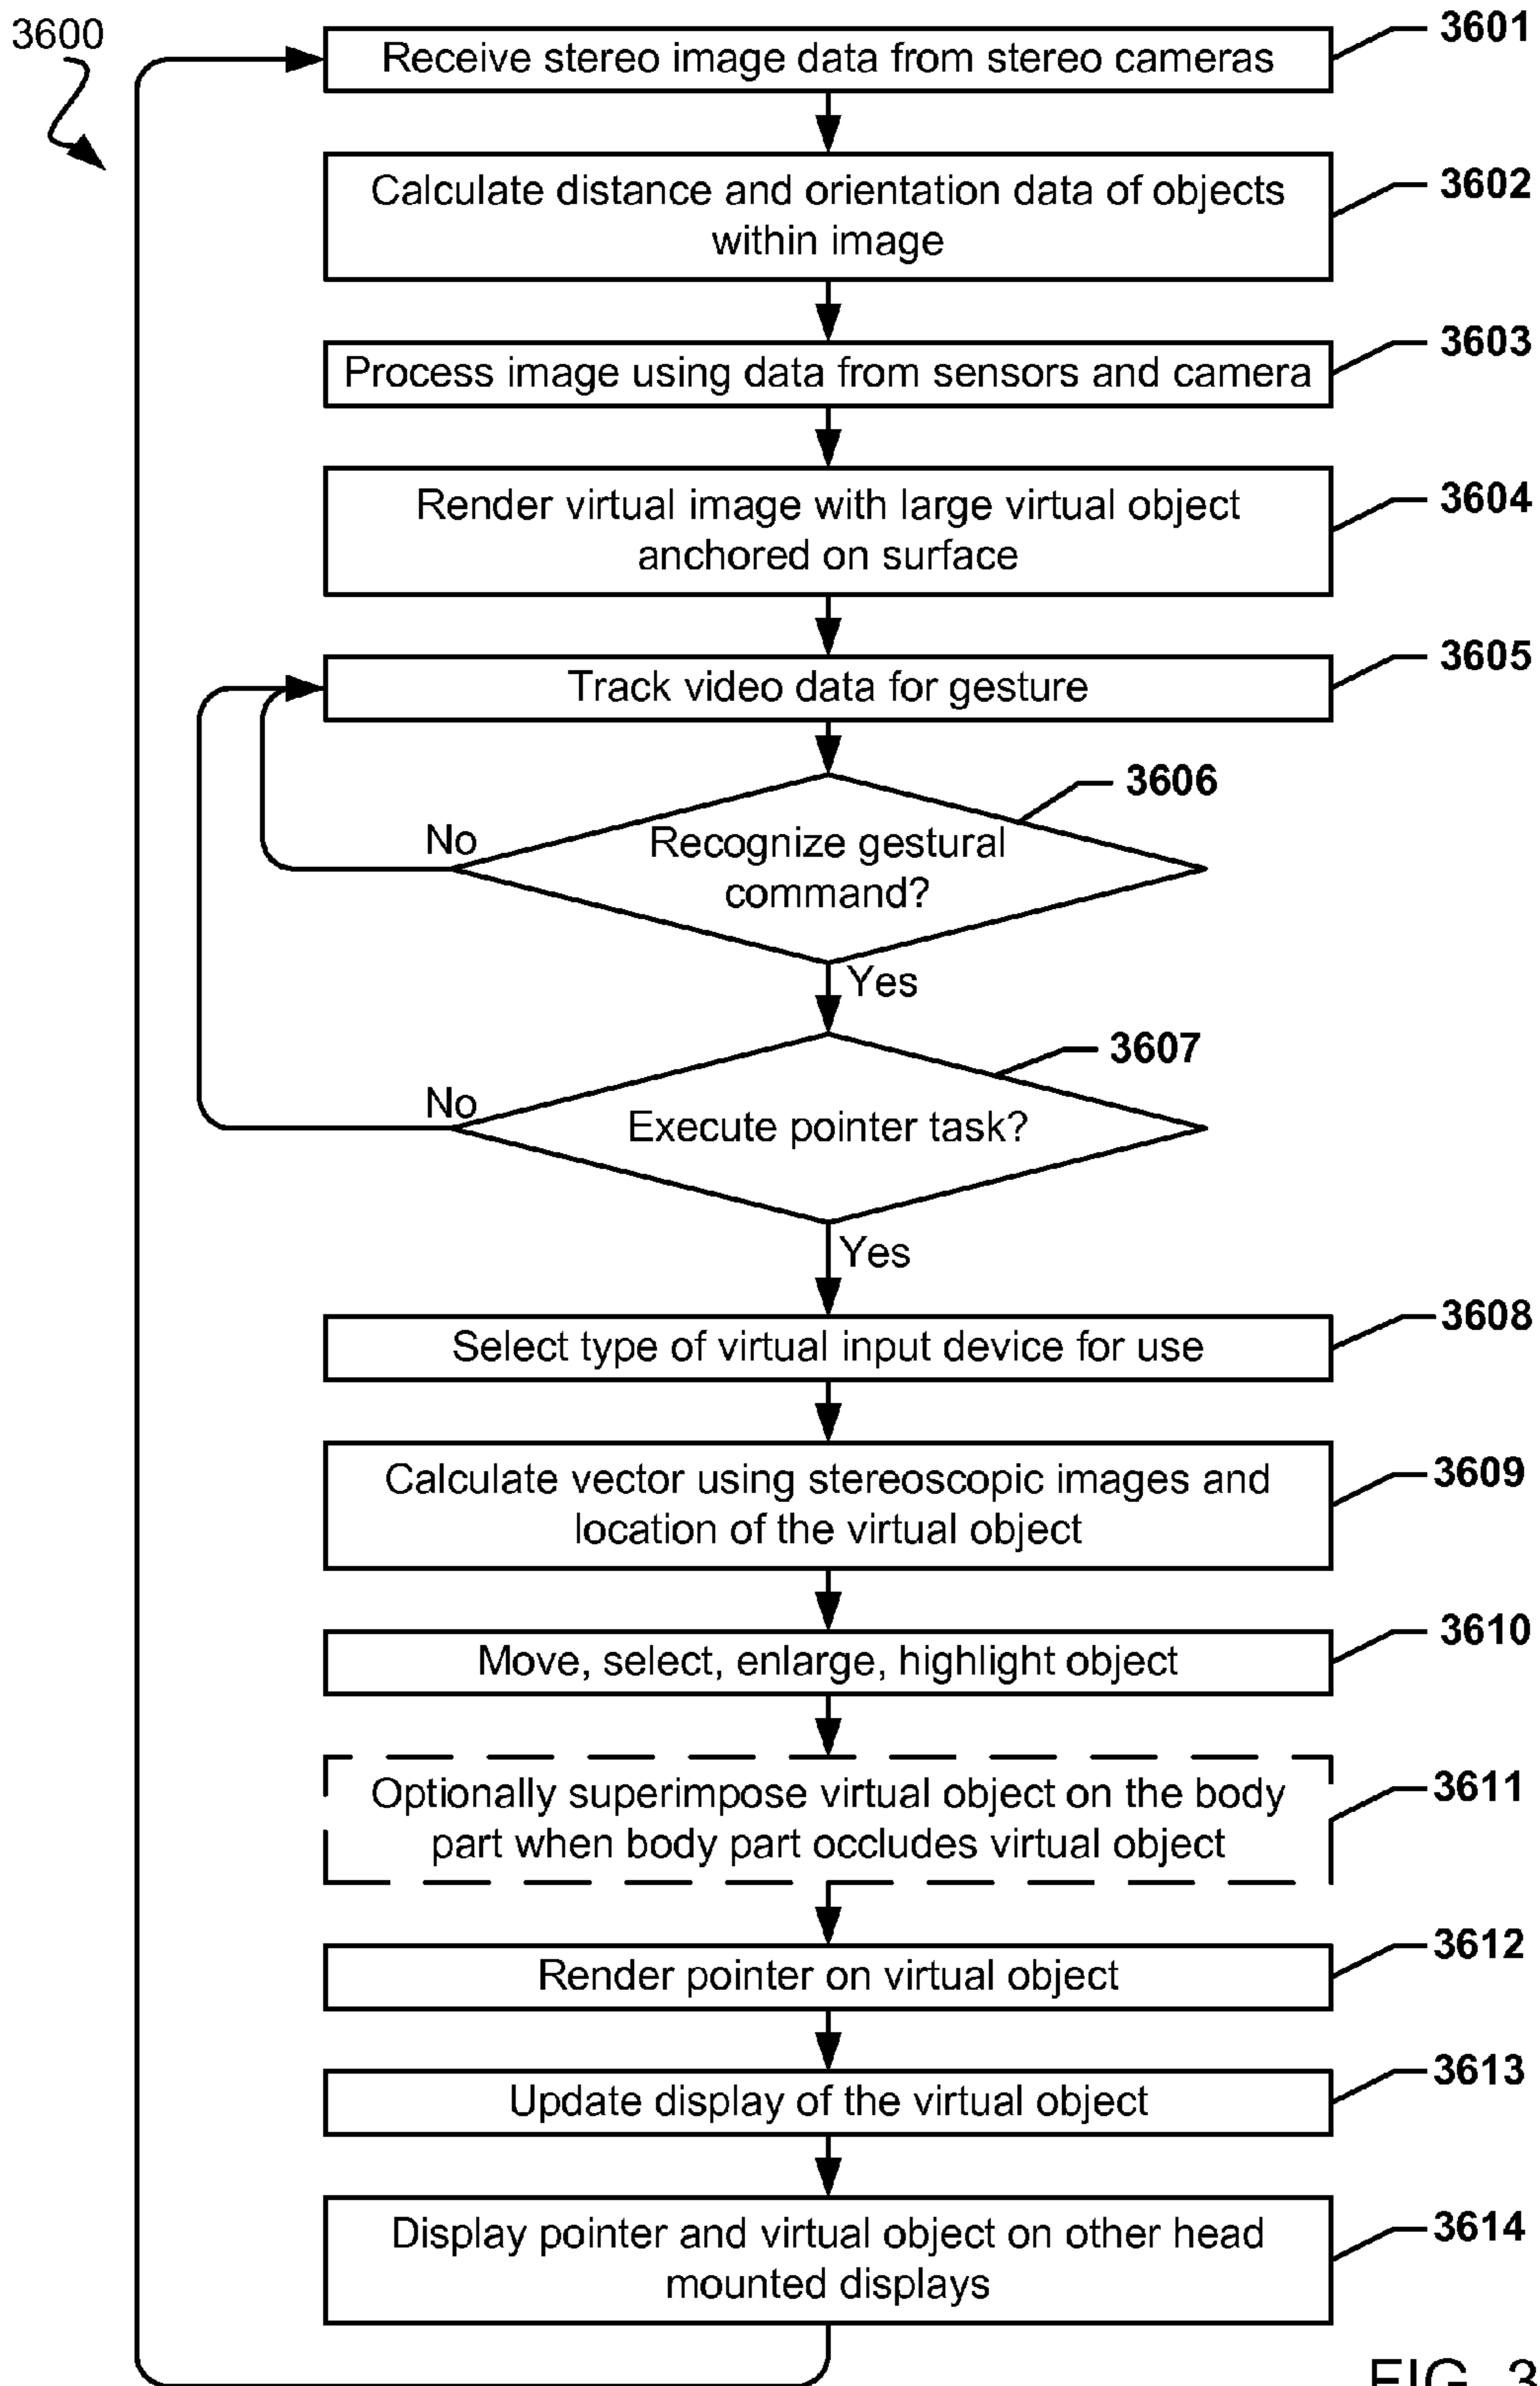 3600
3601
Receive stereo image data from stereo cameras
3602
Calculate distance and orientation data of objects
within image
3603
Process image using data from sensors and camera
3604
Render virtual image with large virtual object
anchored on surface
3605
Track video data for gesture
3606
No
Recognize gestural
command?
Yes
3607
No
Execute pointer task?
Yes
3608
Select type of virtual input device for use
3609
Calculate vector using stereoscopic images and
location of the virtual object
3610
Move, select, enlarge, highlight object
3611
Optionally superimpose virtual object on the body
part when body part occludes virtual object
3612
Render pointer on virtual object
3613
Update display of the virtual object
3614
Display pointer and virtual object on other head
mounted displays
FIG. 3